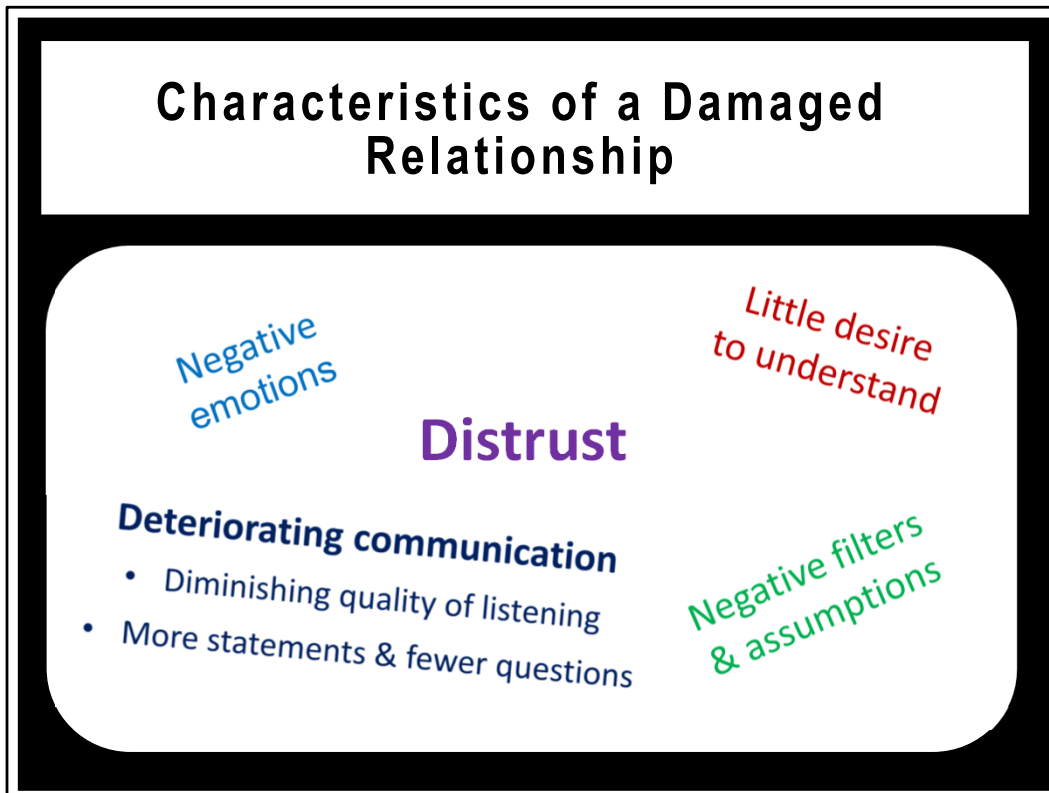 Characteristics of a Damaged
Relationship
Negative
emotions
Little desire
to understand
Distrust
Deteriorating communication
• Diminishing quality of listening
• More statements & fewer questions
Negative filters
& assumptions